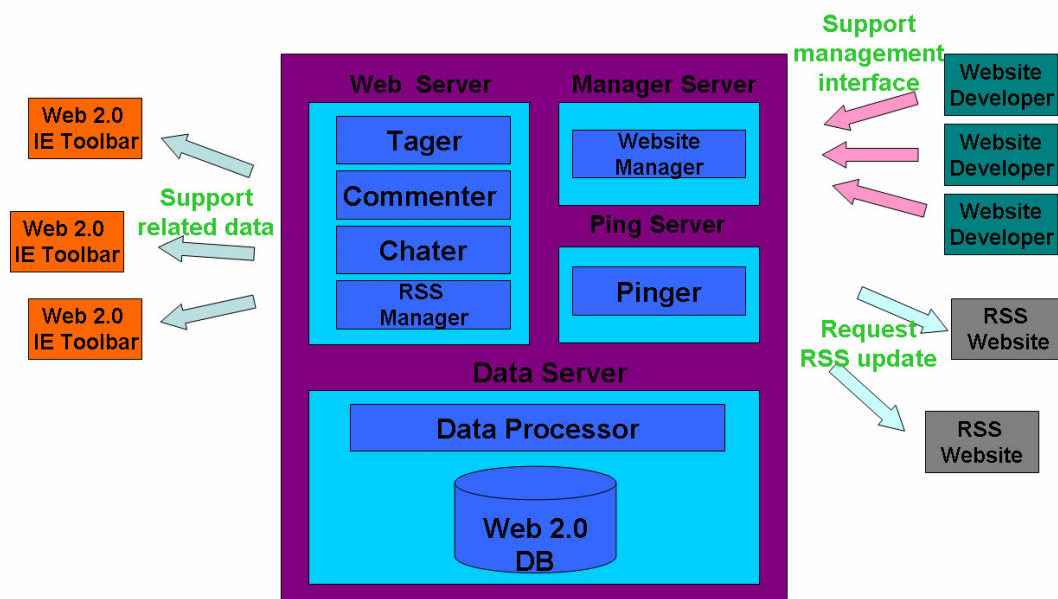 Support
management
interface
Website
Developer
Website
Developer
Website
Developer
Web Server
Manager Server
Web 2.0
IE Toolbar
Web 2.0
IE Toolbar
Web 2.0
IE Toolbar
Support
related data
Tager
Commenter
Chater
RSS
Manager
Website
Manager
Ping Server
Pinger
Request
RSS update
RSS
Website
RSS
Website
Data Server
Data Processor
Web 2.0
DB